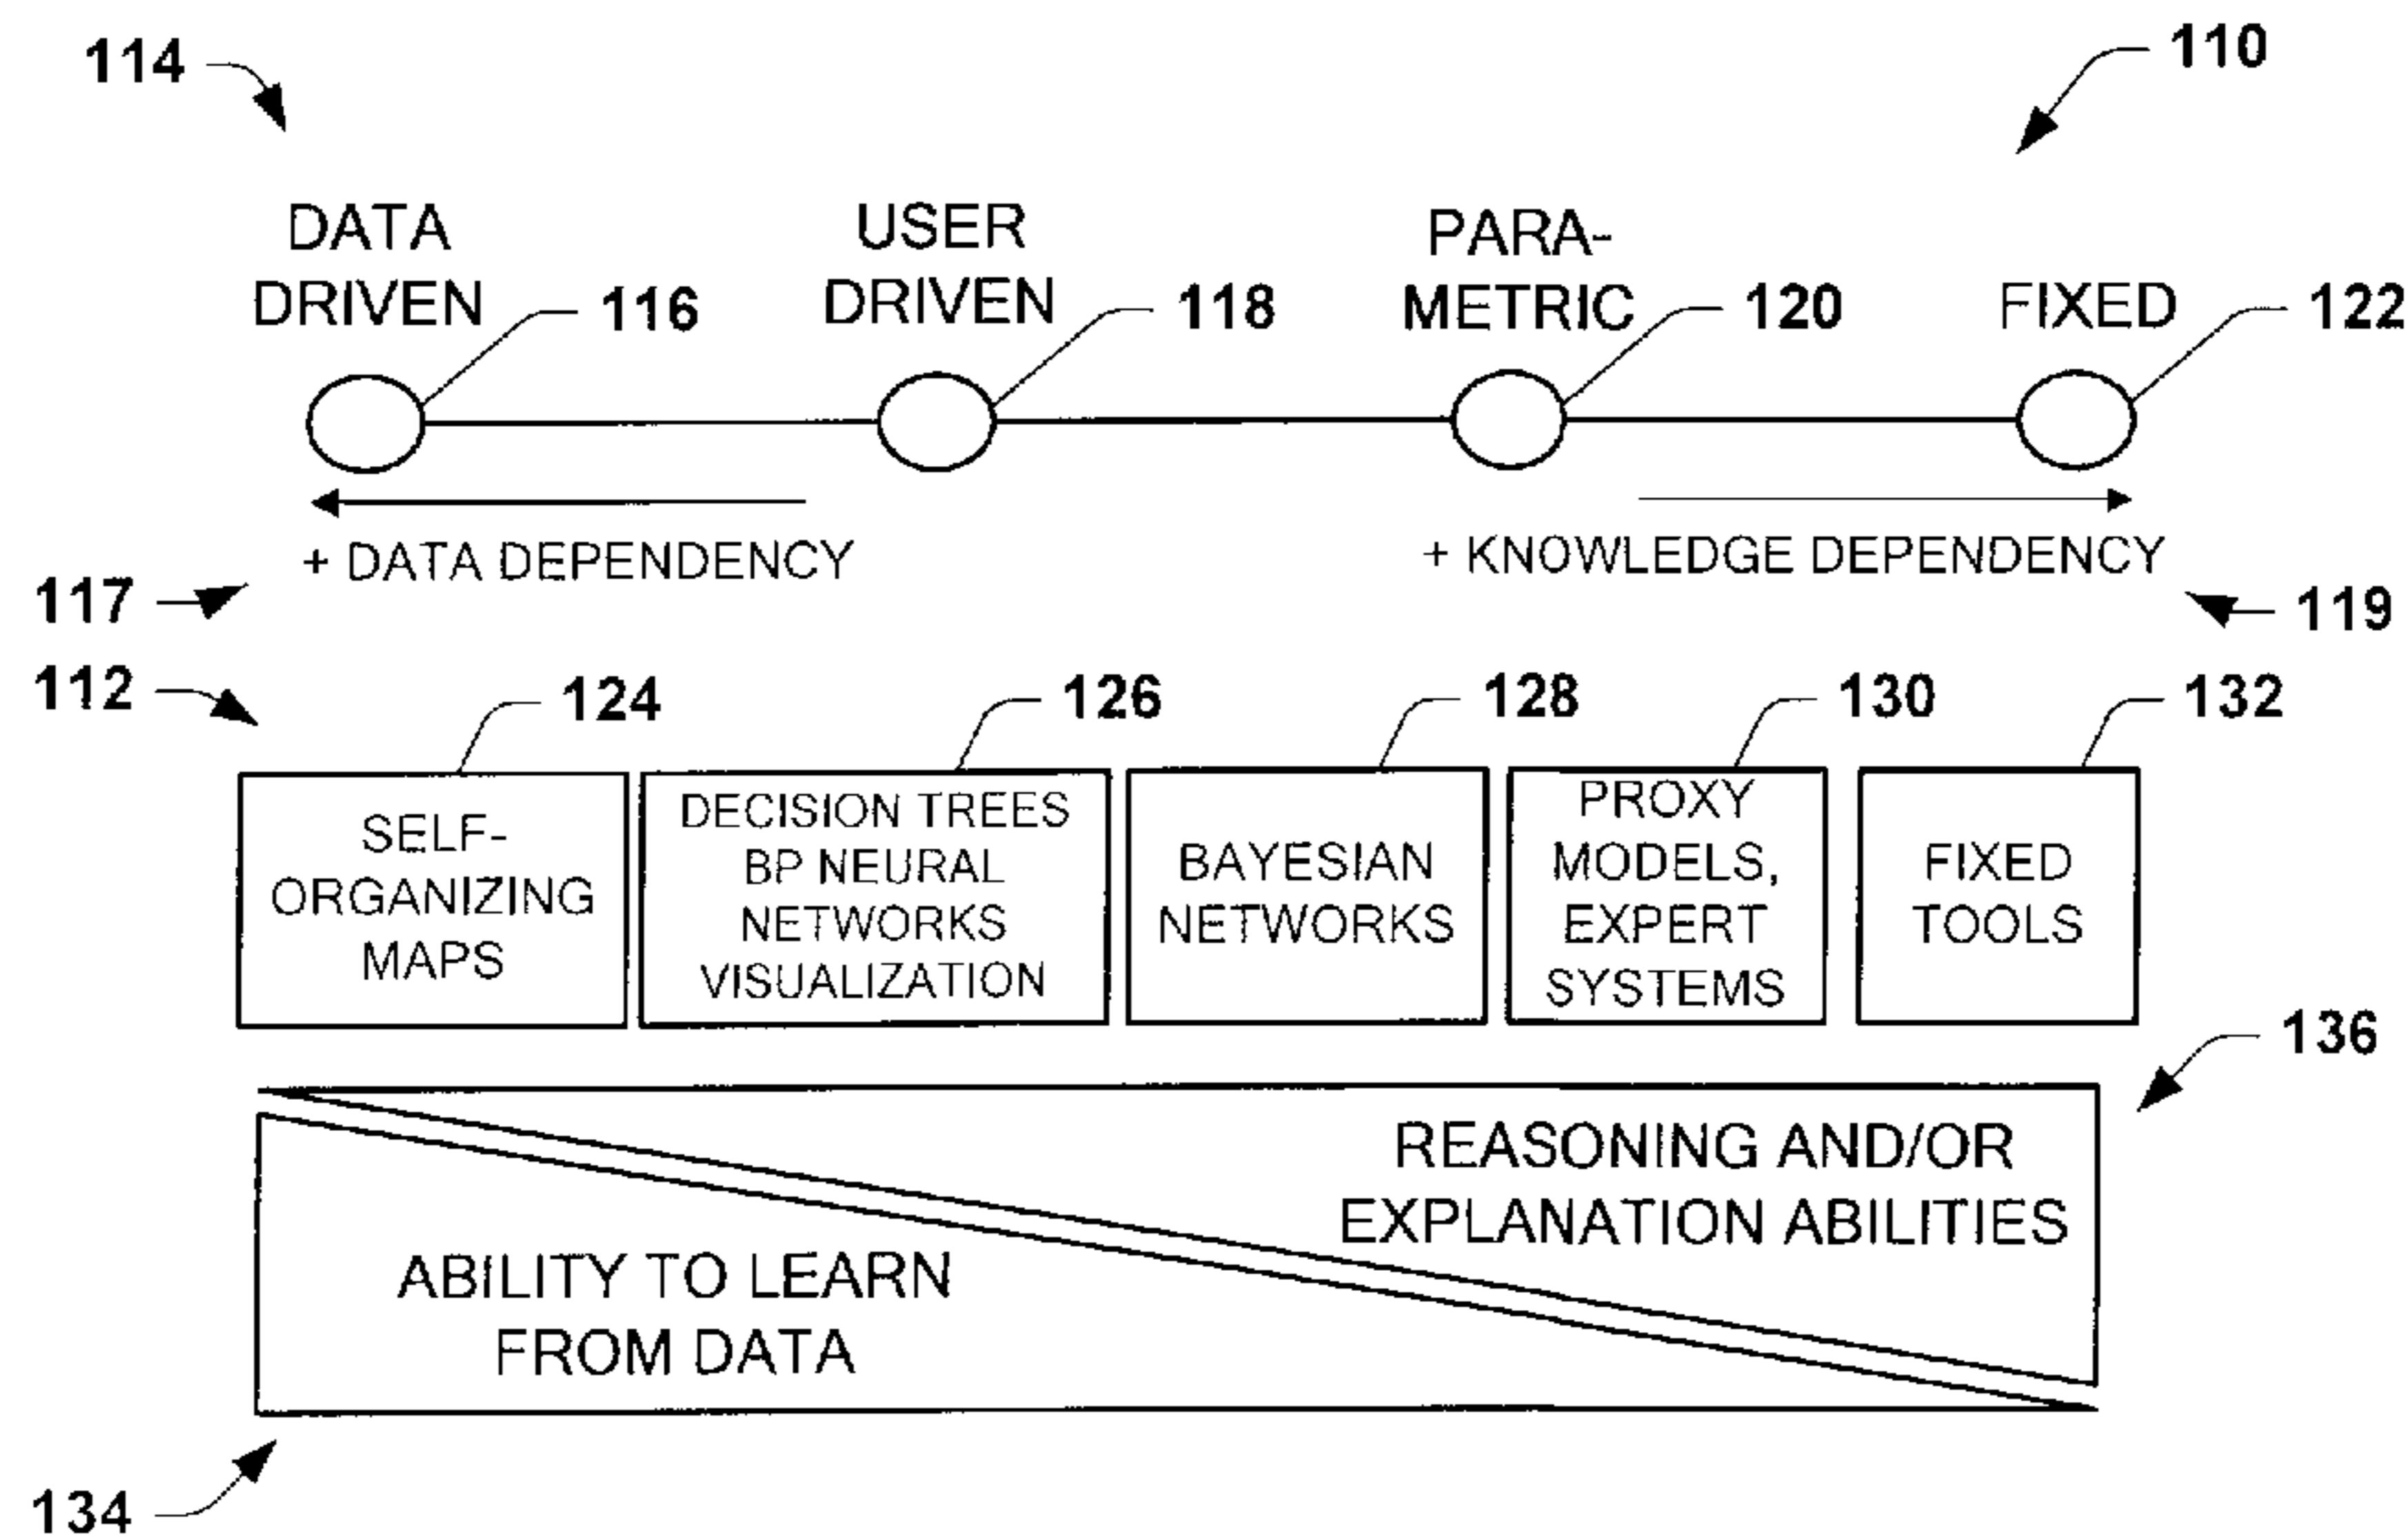 114
110
DATA
DRIVEN
116
USER
DRIVEN
118
PARA-
METRIC
120
FIXED
122
+ DATA DEPENDENCY
+ KNOWLEDGE DEPENDENCY
117
119
112
124
126
128
130
132
SELF-
ORGANIZING
MAPS
DECISION TREES
BP NEURAL
NETWORKS
VISUALIZATION
BAYESIAN
NETWORKS
PROXY
MODELS,
EXPERT
SYSTEMS
FIXED
TOOLS
136
REASONING AND/OR
EXPLANATION ABILITIES
ABILITY TO LEARN
FROM DATA
134